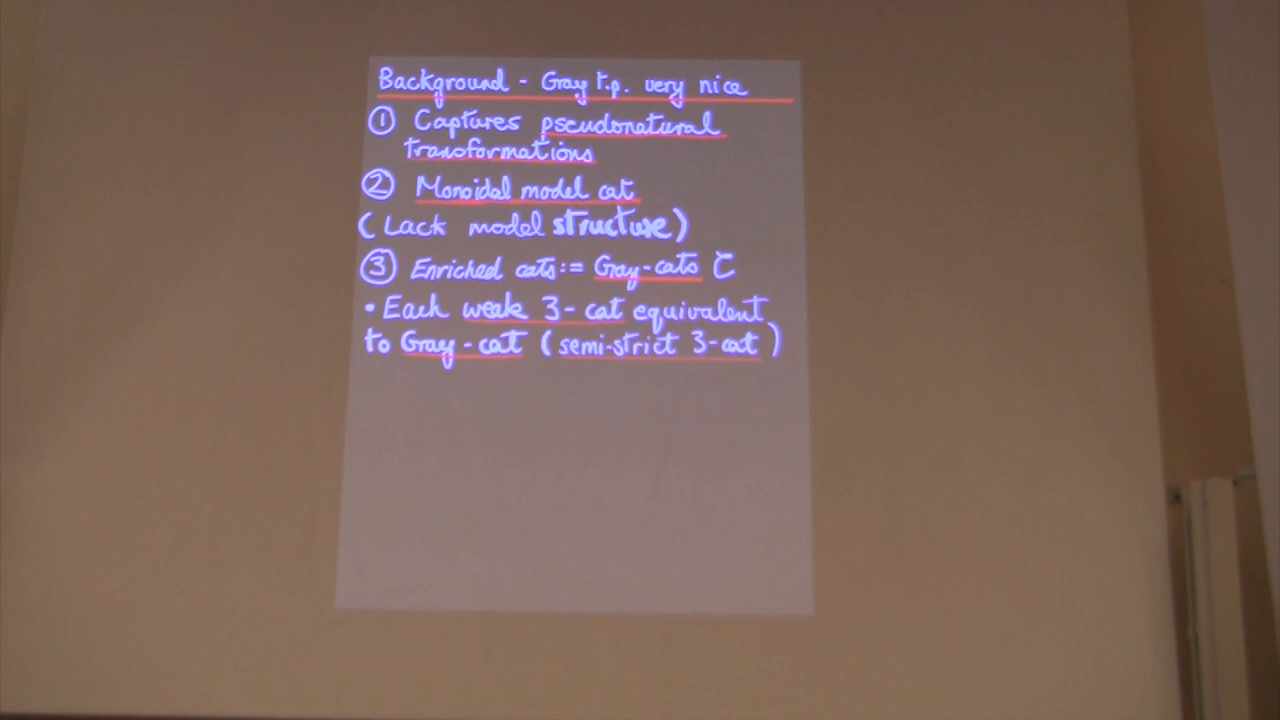 Background - Gray t.p. very nice
① Captures pseudonatural
transformations
② Monoidal model cat
(Lack model structure)
③ Enriched cats := Gray-cats C
• Each weak 3-cat equivalent
to Gray-cat (semi-strict 3-cat)